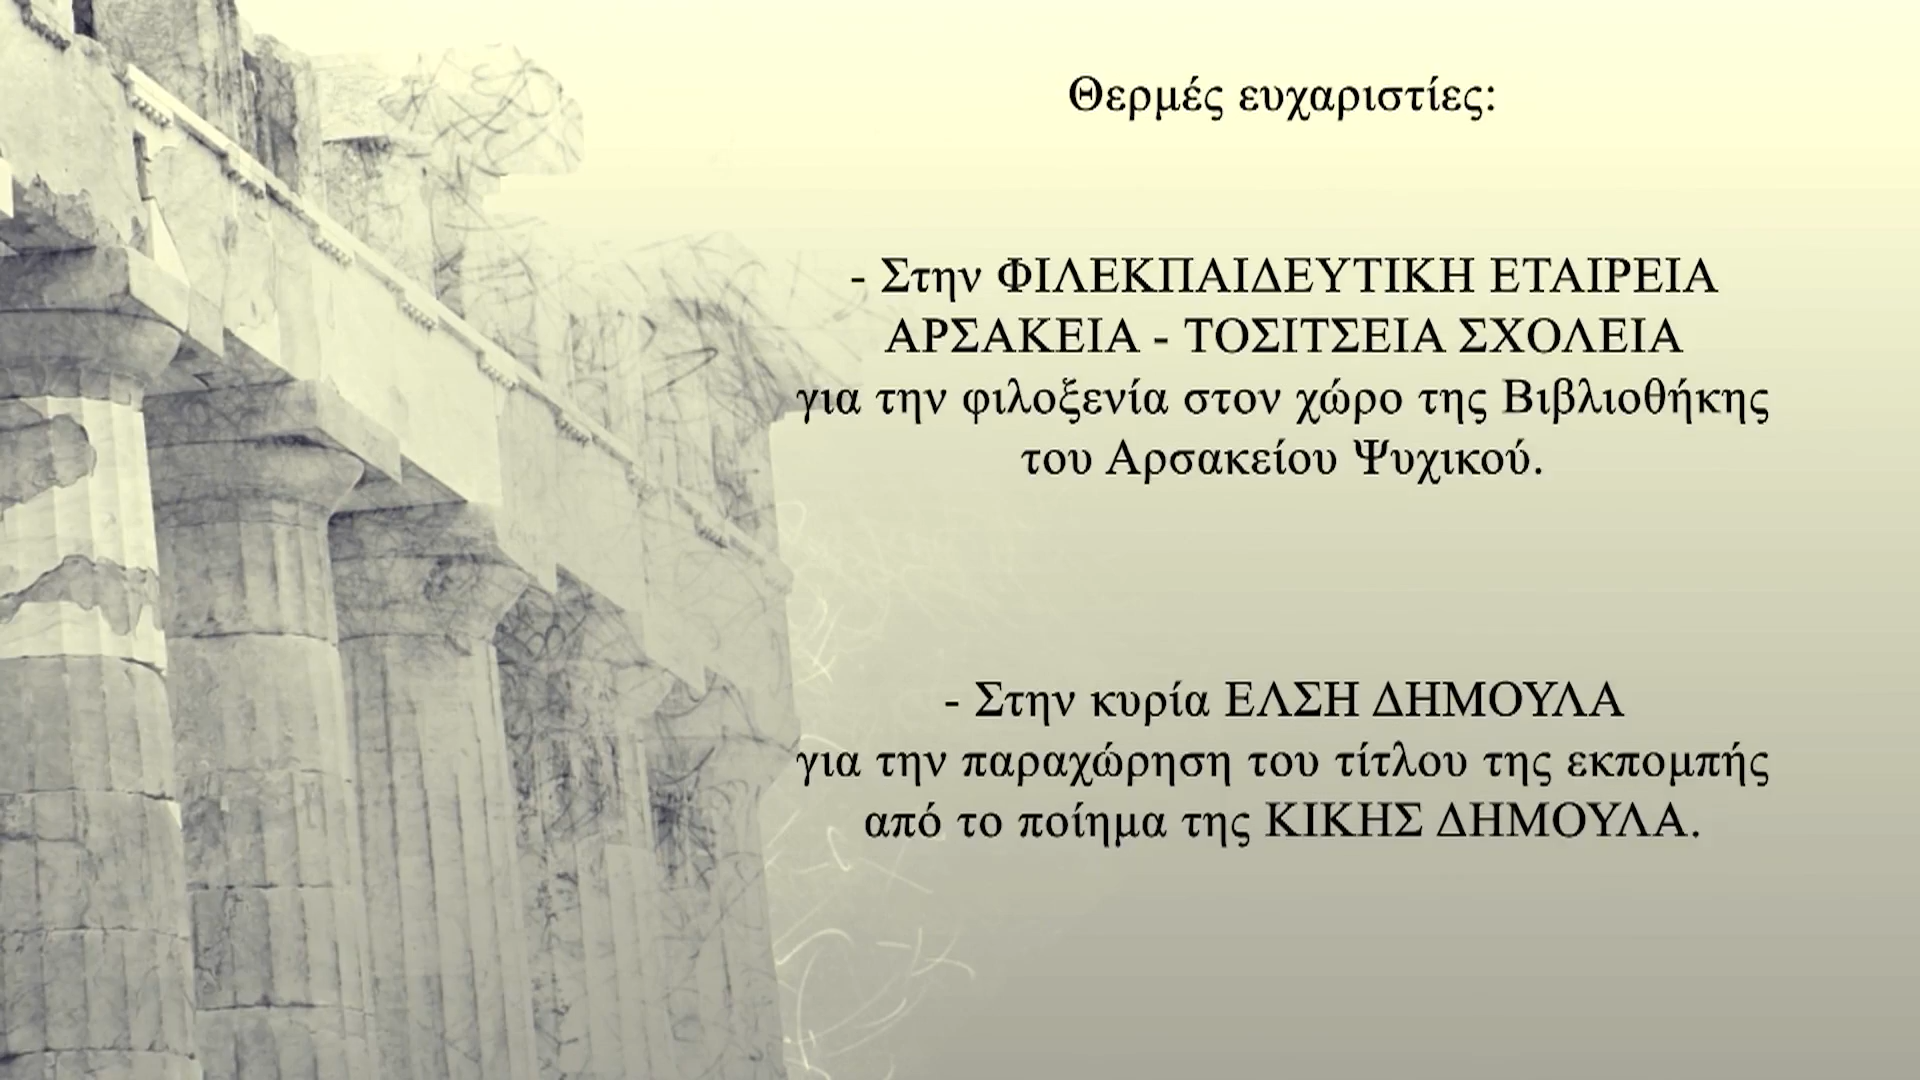 Θερμές ευχαριστίες:
- Στην ΦΙΛΕΚΠΑΙΔΕΥΤΙΚΗ ΕΤΑΙΡΕΙΑ
ΑΡΣΑΚΕΙΑ - ΤΟΣΙΤΣΕΙΑ ΣΧΟΛΕΙΑ
για την φιλοξενία στον χώρο της Βιβλιοθήκης
του Αρσακείου Ψυχικού.
- Στην κυρία ΕΛΣΗ ΔΗΜΟΥΛΑ
για την παραχώρηση του τίτλου της εκπομπής
από το ποίημα της ΚΙΚΗΣ ΔΗΜΟΥΛΑ.